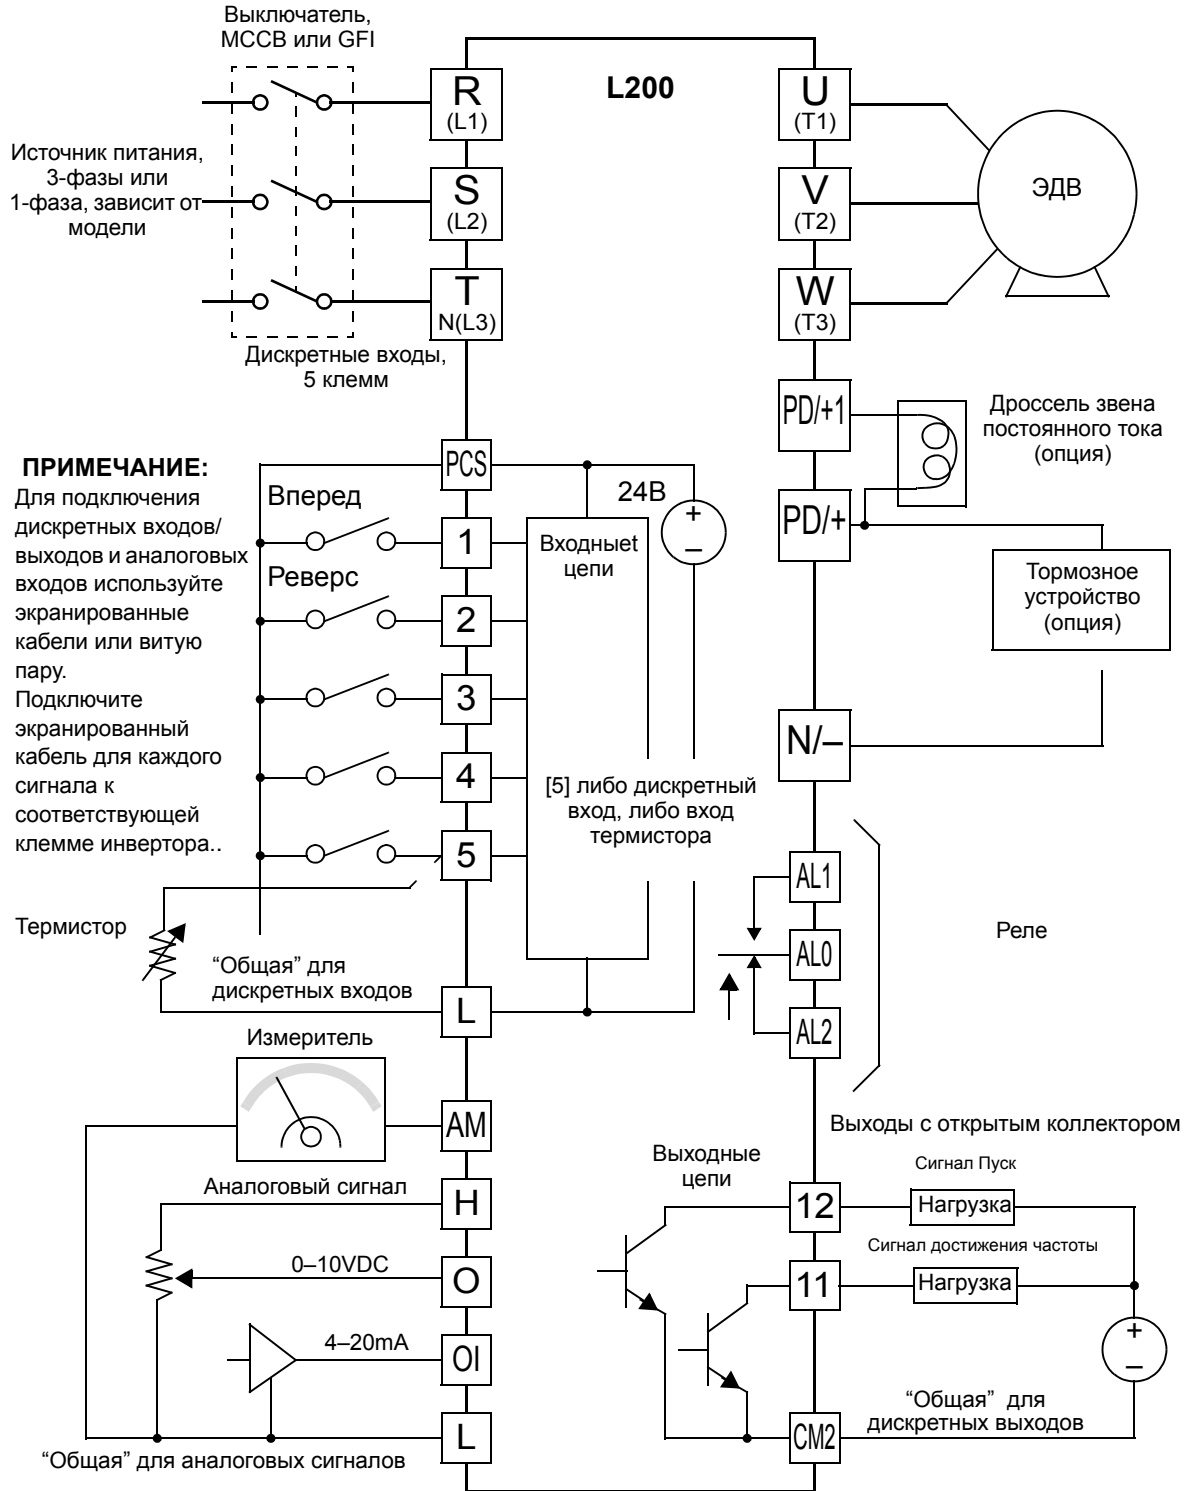 Выключатель,
MCCB или GFI
L200
R
(L1)
U
(T1)
Источник питания,
3-фазы или
1-фаза, зависит от
модели
S
(L2)
V
(T2)
ЭДВ
T
N(L3)
W
(T3)
Дискретные входы,
5 клемм
PD/+1
Дроссель звена
постоянного тока
(опция)
ПРИМЕЧАНИЕ:
Для подключения
дискретных входов/
выходов и аналоговых
входов используйте
экранированные
кабели или витую
пару.
Подключите
экранированный
кабель для каждого
сигнала к
соответствующей
клемме инвертора..
PCS
24В
+
–
PD/+
Вперед
1
Входныеt
цепи
Тормозное
устройство
(опция)
Реверс
2
3
N/–
4
[5] либо дискретный
вход, либо вход
термистора
5
AL1
Термистор
AL0
Реле
“Общая” для
дискретных входов
L
AL2
Измеритель
AM
Выходы с открытым коллектором
Выходные
цепи
Сигнал Пуск
Аналоговый сигнал
H
12
Нагрузка
Сигнал достижения частоты
0–10VDC
O
11
Нагрузка
4–20mA
OI
+
–
“Общая” для
дискретных выходов
L
CM2
“Общая” для аналоговых сигналов